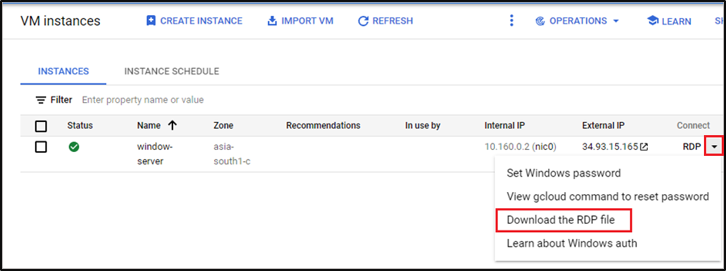 VM instances CREATE INSTANCE IMPORT VM REFRESH OPERATIONS LEARN
INSTANCES INSTANCE SCHEDULE
Filter Enter property name or value
Status Name Zone Recommendations In use by Internal IP External IP Connect
window-server asia-south1-c 10.160.0.2 (nic0) 34.93.15.165 RDP
Set Windows password
View gcloud command to reset password
Download the RDP file
Learn about Windows auth